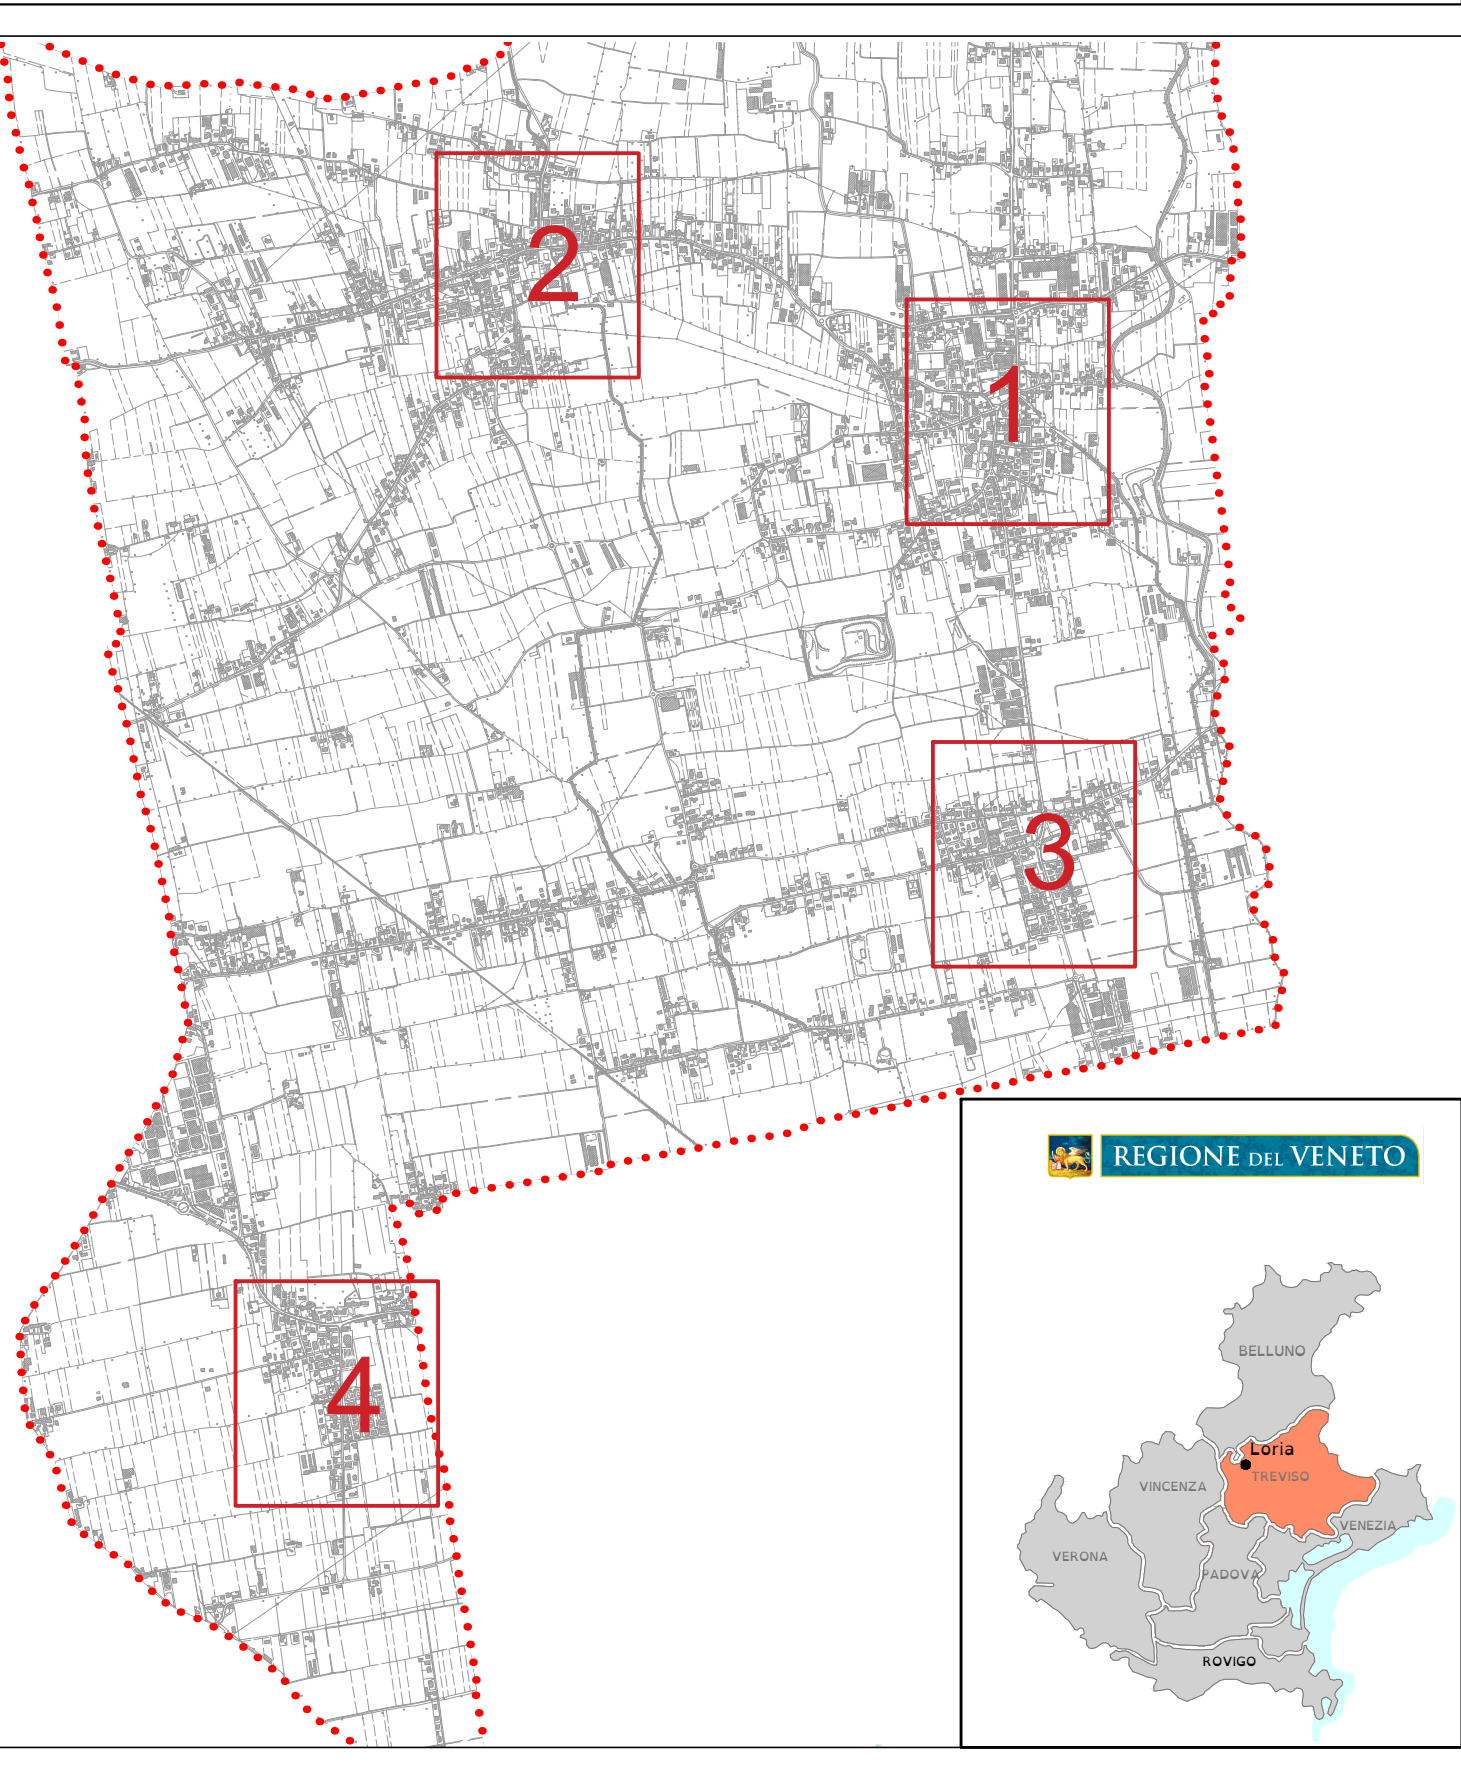 2
1
3
4
REGIONE DEL VENETO
BELLUNO
Loria
TREVISO
VINCENZA
VENEZIA
VERONA
PADOVA
ROVIGO